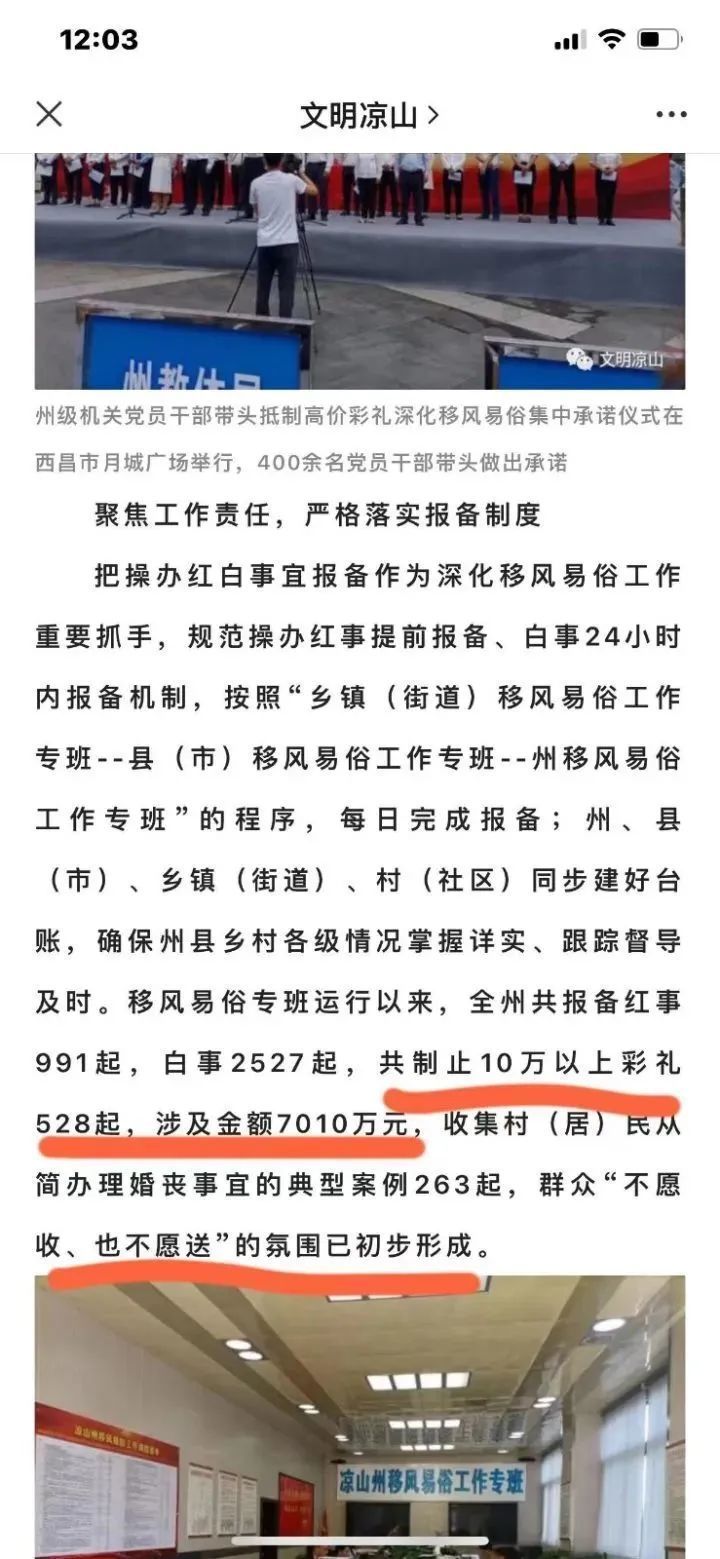 12:03
文明凉山
州教体局
文明凉山
州级机关党员干部带头抵制高价彩礼深化移风易俗集中承诺仪式在
西昌市月城广场举行，400余名党员干部带头做出承诺
聚焦工作责任，严格落实报备制度
把操办红白事宜报备作为深化移风易俗工作
重要抓手，规范操办红事提前报备、白事24小时
内报备机制，按照“乡镇（街道）移风易俗工作
专班--县（市）移风易俗工作专班--州移风易俗
工作专班”的程序，每日完成报备；州、县
（市）、乡镇（街道）、村（社区）同步建好台
账，确保州县乡村各级情况掌握详实、跟踪督导
及时。移风易俗专班运行以来，全州共报备红事
991起，白事2527起，共制止10万以上彩礼
528起，涉及金额7010万元，收集村（居）民从
简办理婚丧事宜的典型案例263起，群众“不愿
收、也不愿送”的氛围已初步形成。
凉山州移风易俗工作专班